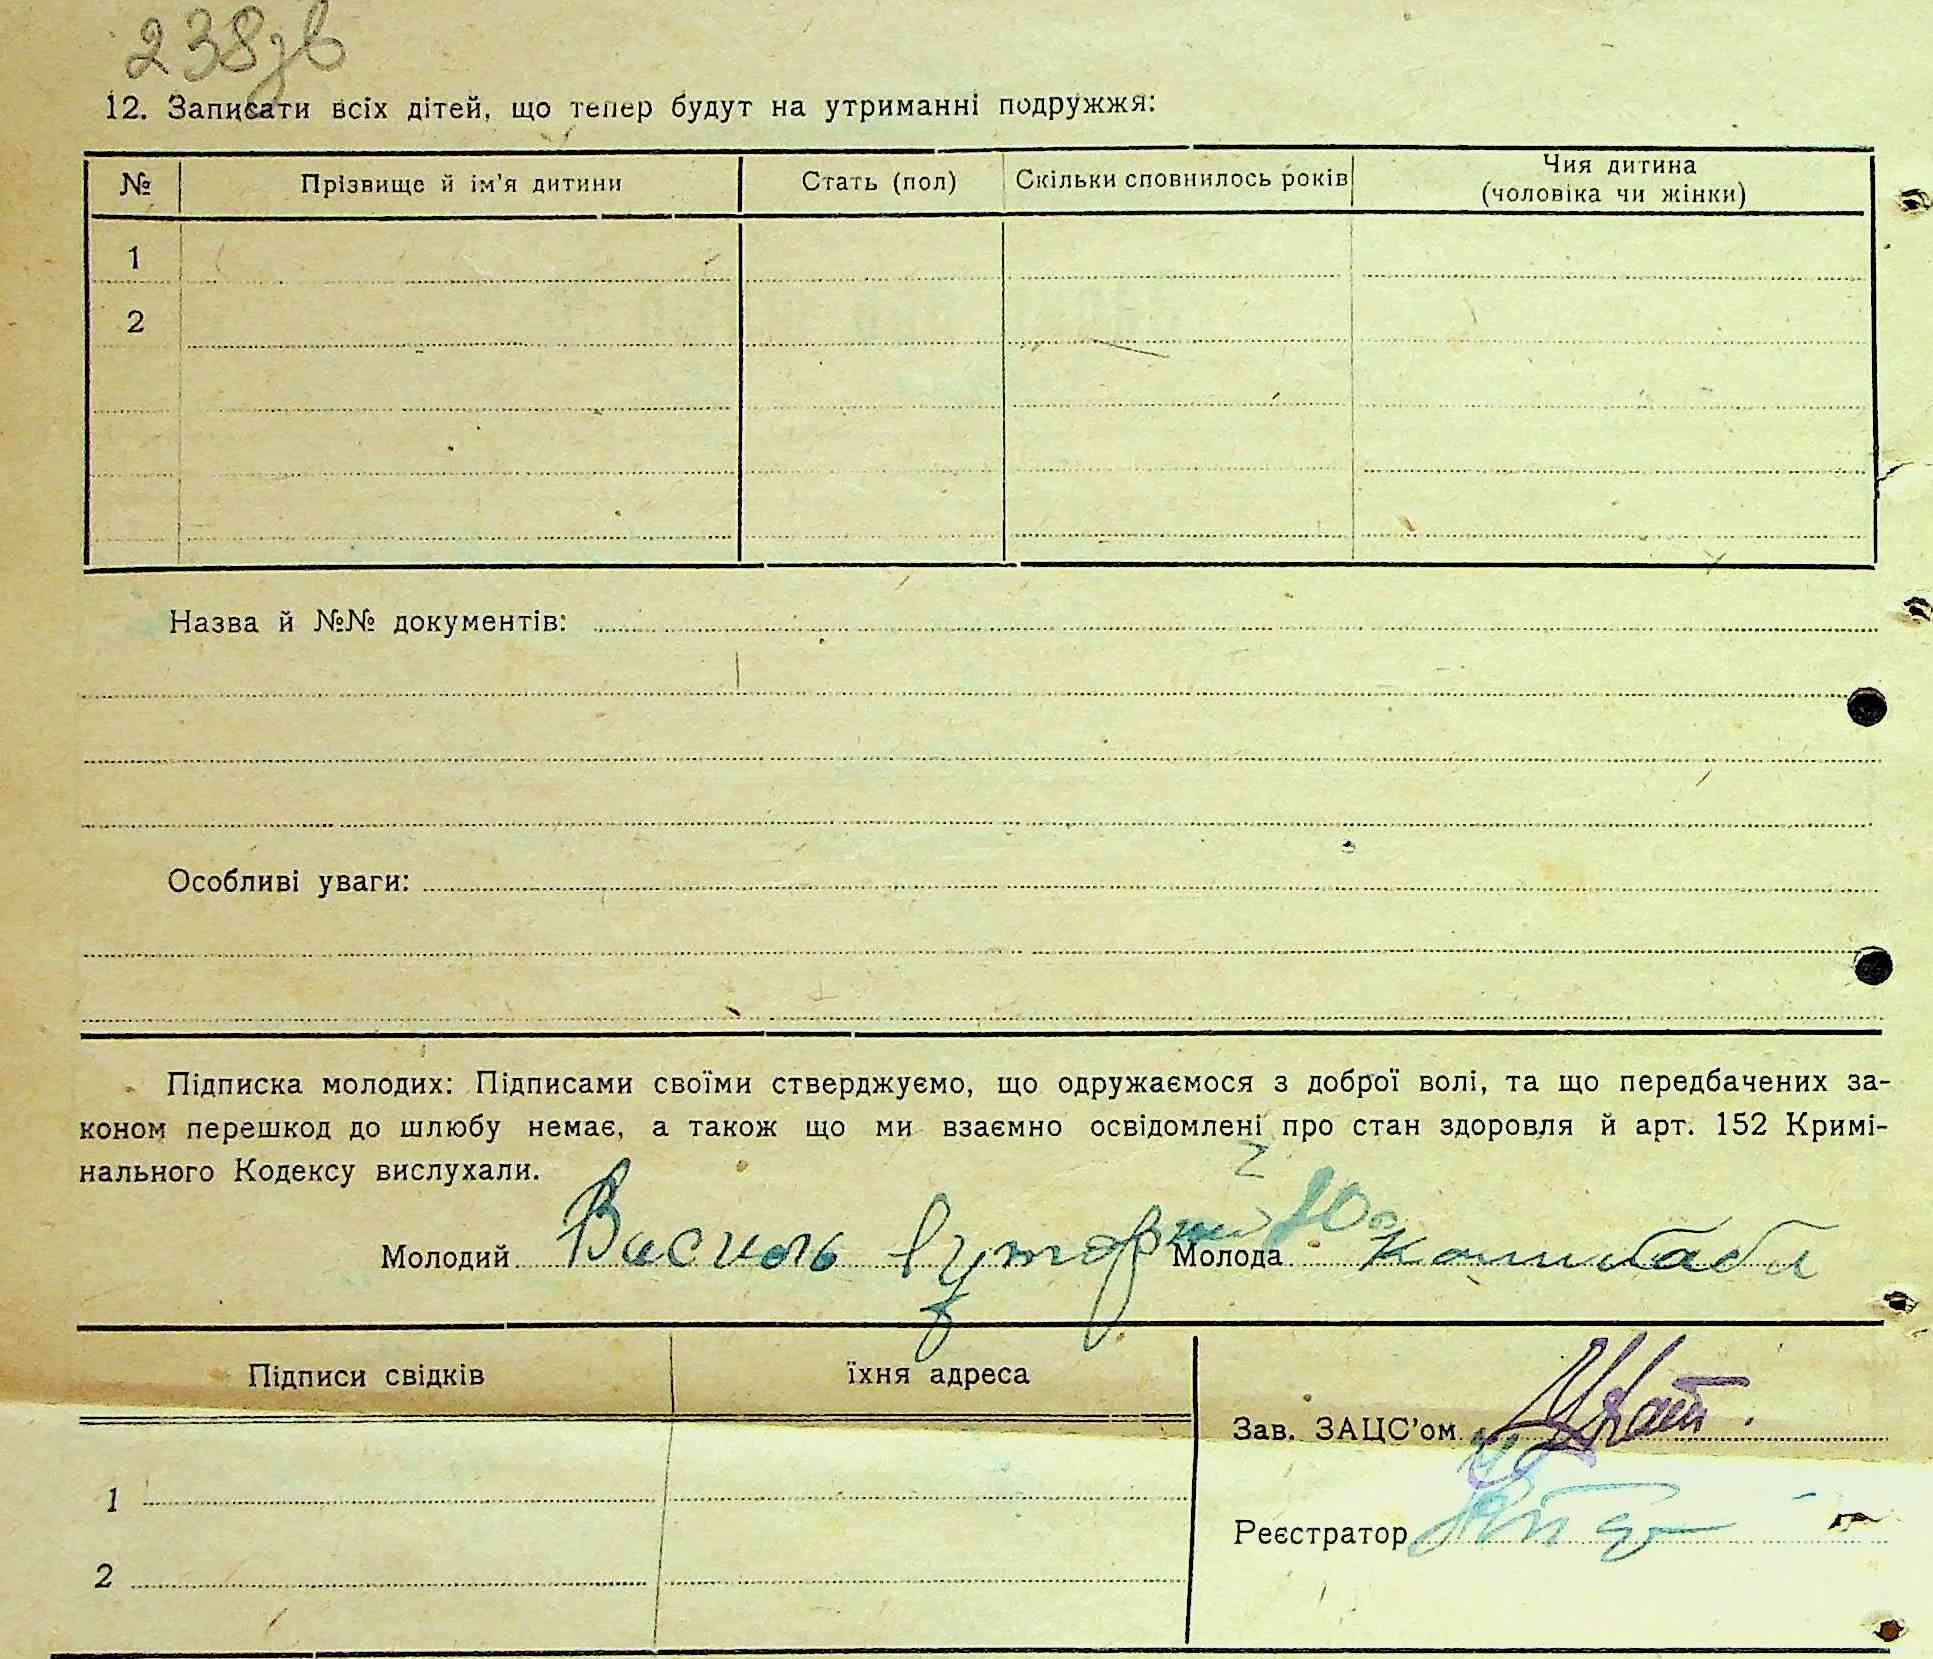 238зв
12. Записати всіх дітей, що тепер будут на утриманні подружжя:
№ Прізвище й ім'я дитини Стать (пол) Скільки сповнилось років Чия дитина
(чоловіка чи жінки)
1
2
Назва й №№ документів:
Особливі уваги:
Підписка молодих: Підписами своїми стверджуємо, що одружаємося з доброї волі, та що передбачених за-
коном перешкод до шлюбу немає, а також що ми взаємно освідомлені про стан здоровля й арт. 152 Кримі-
нального Кодексу вислухали.
Молодий Василь Молода
Підписи свідків їхня адреса
Зав. ЗАЦС'ом
1
Реєстратор
2